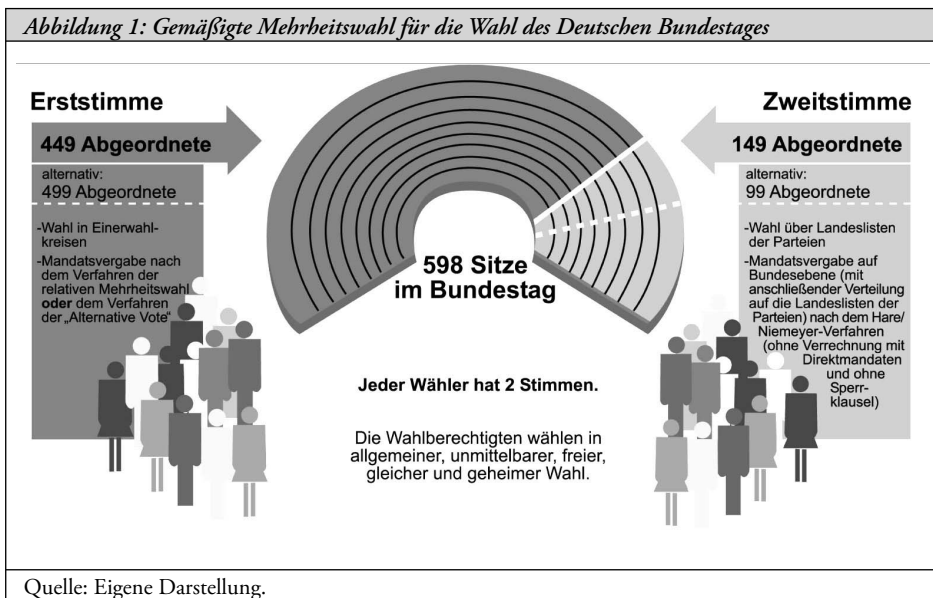 Abbildung 1: Gemäßigte Mehrheitswahl für die Wahl des Deutschen Bundestages
Erststimme
449 Abgeordnete
alternativ:
499 Abgeordnete
-Wahl in Einerwahl-
kreisen
-Mandatsvergabe nach
dem Verfahren der
relativen Mehrheitswahl
oder dem Verfahren
der „Alternative Vote“
598 Sitze
im Bundestag
Jeder Wähler hat 2 Stimmen.
Die Wahlberechtigten wählen in
allgemeiner, unmittelbarer, freier,
gleicher und geheimer Wahl.
Zweitstimme
149 Abgeordnete
alternativ:
99 Abgeordnete
-Wahl über Landeslisten
der Parteien
-Mandatsvergabe auf
Bundesebene (mit
anschließender Verteilung
auf die Landeslisten der
Parteien) nach dem Hare/
Niemeyer-Verfahren
(ohne Verrechnung mit
Direktmandaten
und ohne
Sperr-
klausel)
Quelle: Eigene Darstellung.